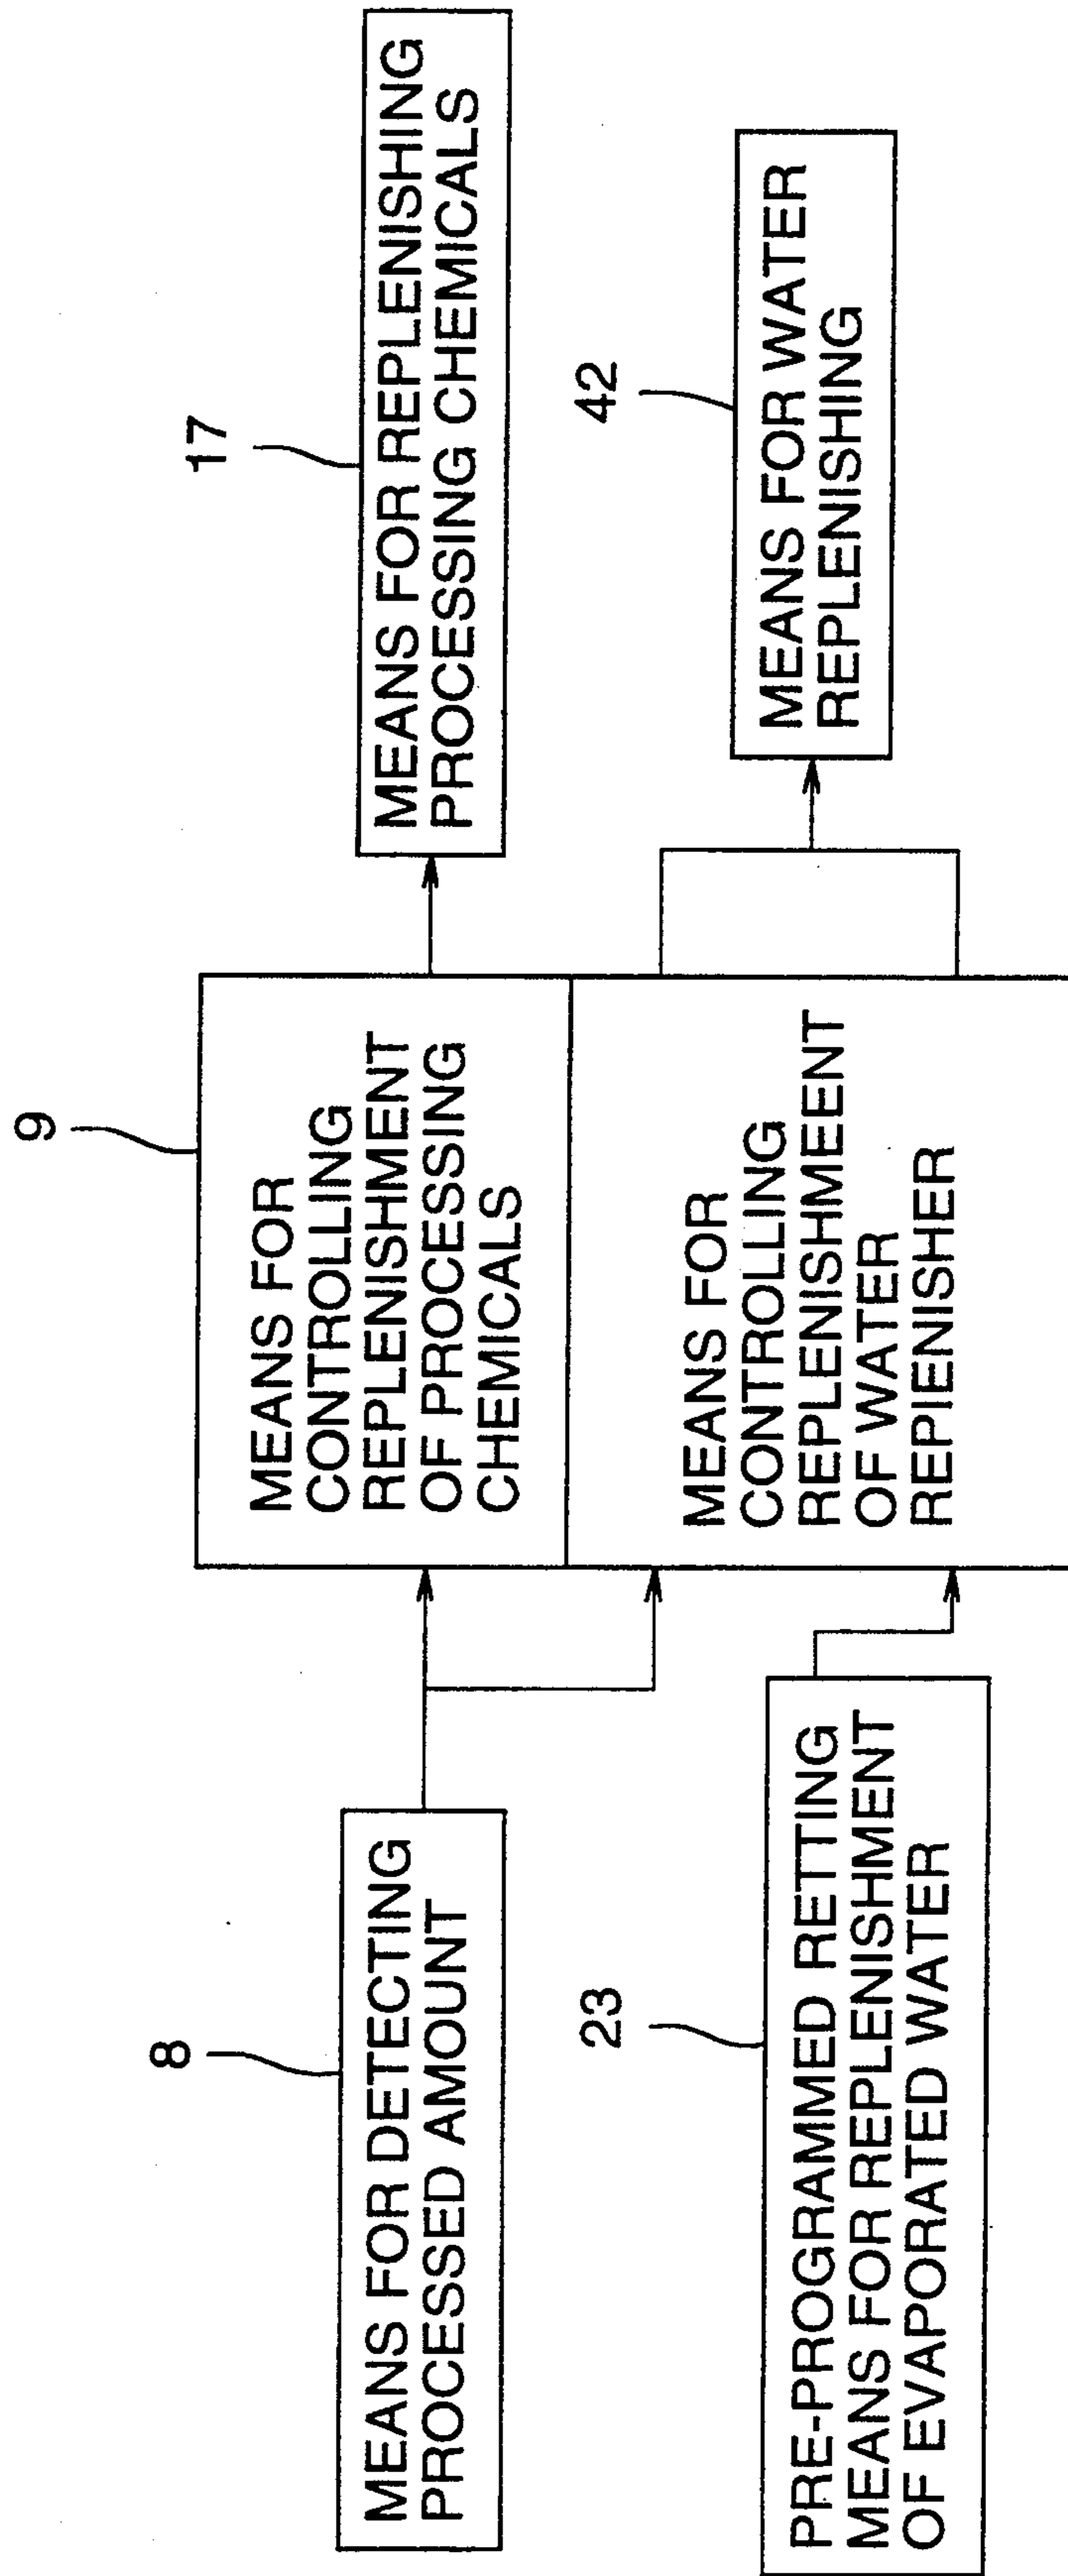 8
MEANS FOR DETECTING
PROCESSED AMOUNT
23
PRE-PROGRAMMED RETTING
MEANS FOR REPLENISHMENT
OF EVAPORATED WATER
9
MEANS FOR
CONTROLLING
REPLENISHMENT
OF PROCESSING
CHEMICALS
MEANS FOR
CONTROLLING
REPLENISHMEENT
OF WATER
REPIENISHER
17
MEANS FOR REPLENISHING
PROCESSING CHEMICALS
42
MEANS FOR WATER
REPLENISHING